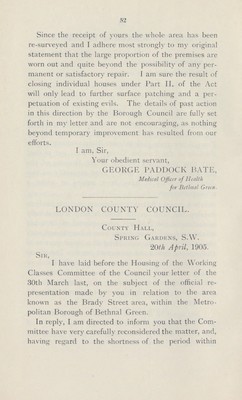 82
Since the receipt of yours the whole area has been
re-surveyed and I adhere most strongly to my original
statement that the large proportion of the premises are
worn out and quite beyond the possibility of any per-
manent or satisfactory repair. I am sure the result of
closing individual houses under Part II. of the Act
will only lead to further surface patching and a per-
petuation of existing evils. The details of past action
in this direction by the Borough Council are fully set
forth in my letter and are not encouraging, as nothing
beyond temporary improvement has resulted from our
efforts.
I am, Sir,
Your obedient servant,
GEORGE PADDOCK BATE,
Medical Officer of Health
for Bethnal Green.
LONDON COUNTY COUNCIL.
COUNTY HALL,
SPRING GARDENS, S.W.
20th April, 1905.
SIR,
I have laid before the Housing of the Working
Classes Committee of the Council your letter of the
30th March last, on the subject of the official re-
presentation made by you in relation to the area
known as the Brady Street area, within the Metro-
politan Borough of Bethnal Green.
In reply, I am directed to inform you that the Com-
mittee have very carefully reconsidered the matter, and,
having regard to the shortness of the period within